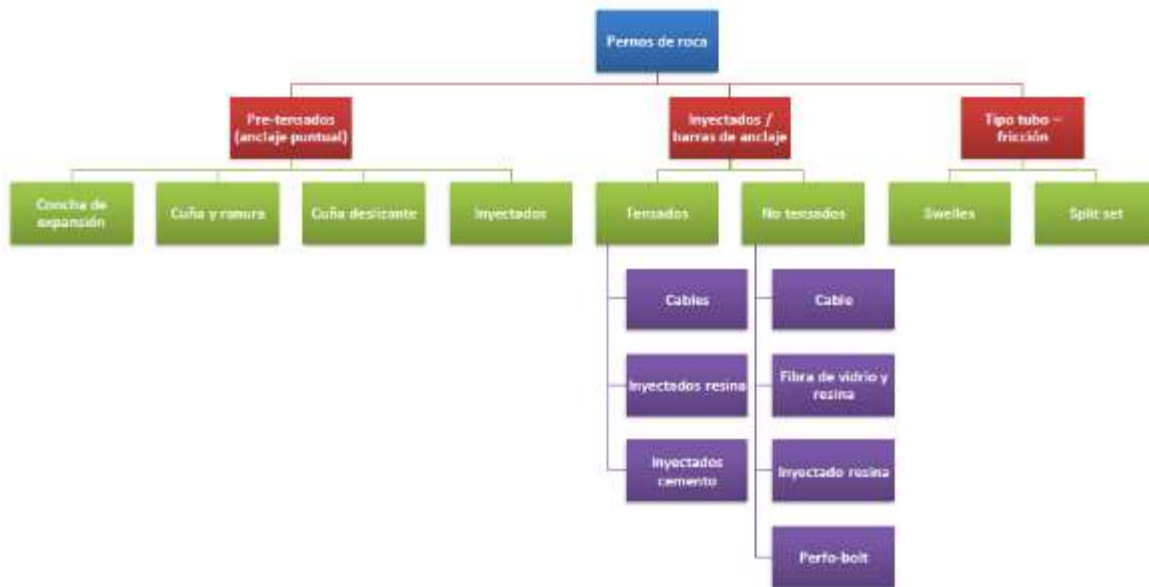 Pernos de roca
Pre-tensados
(anclaje puntual)
Inyectados /
barras de anclaje
Tipo tubo –
fricción
Concha de
expansión
Cuña y ranura
Cuña deslizante
Inyectados
Tensados
No tensados
Swellex
Split set
Cables
Cable
Inyectados resina
Fibra de vidrio y
resina
Inyectados
cemento
Inyectado resina
Perfo-bolt